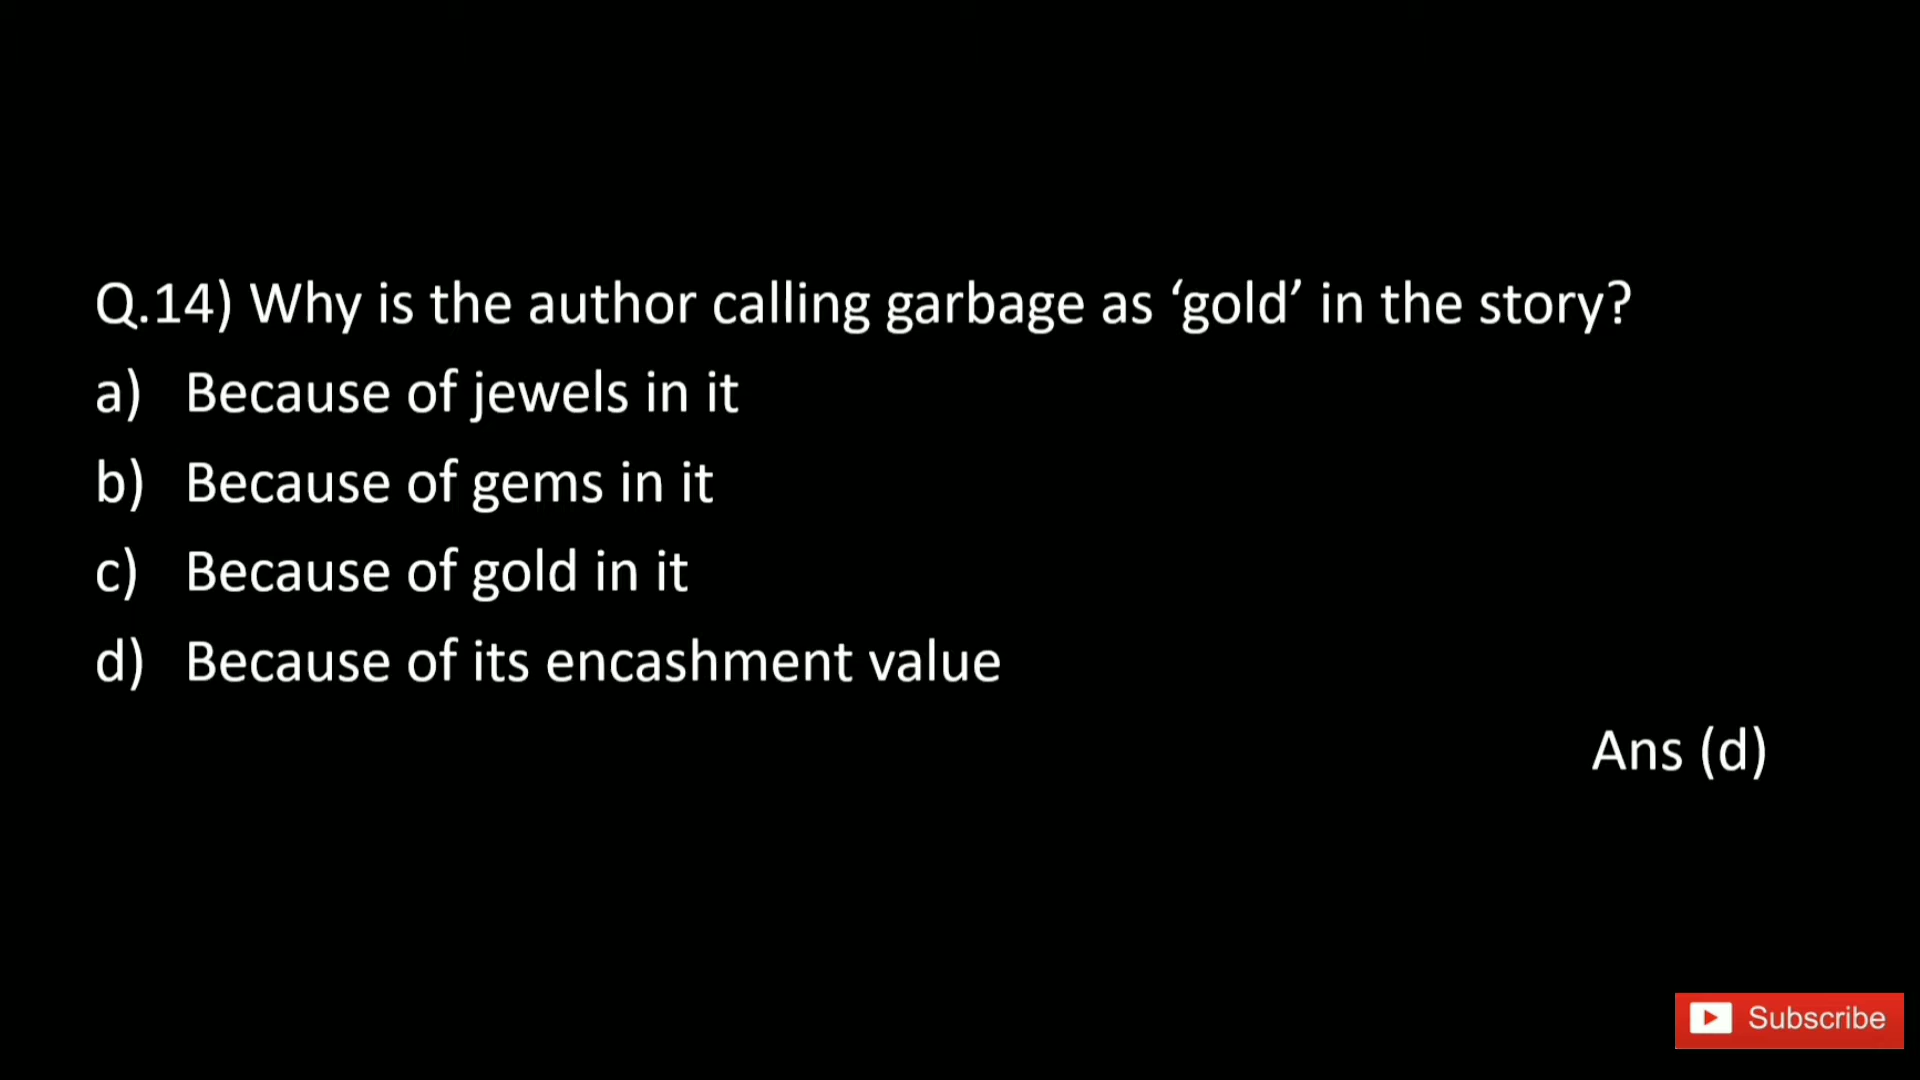 Q.14) Why is the author calling garbage as ‘gold’ in the story?
a) Because of jewels in it
b) Because of gems in it
c) Because of gold in it
d) Because of its encashment value
Ans (d)
Subscribe